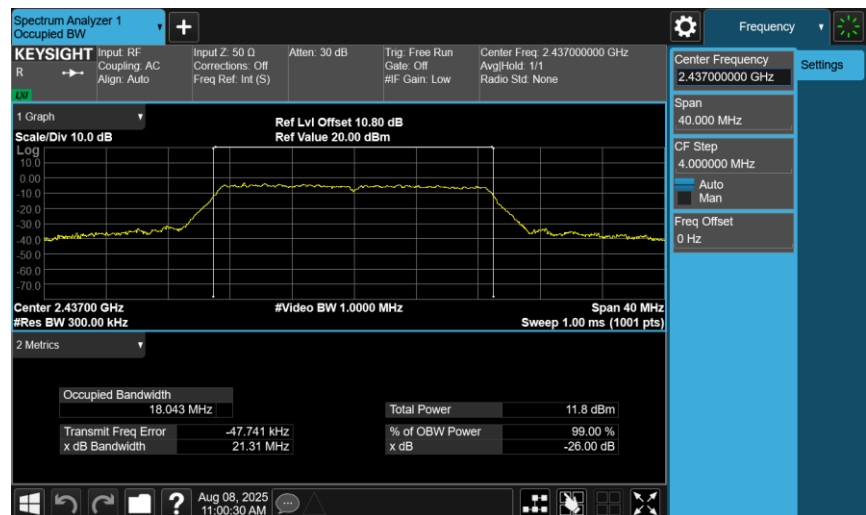 Spectrum Analyzer 1
Occupied BW
+
Frequency
KEYSIGHT
R
LXI
Input: RF
Coupling: AC
Align: Auto
Input Z: 50 Ω
Corrections: Off
Freq Ref: Int (S)
Atten: 30 dB
Trig: Free Run
Gate: Off
#IF Gain: Low
Center Freq: 2.437000000 GHz
Avg|Hold: 1/1
Radio Std: None
Center Frequency
2.437000000 GHz
Settings
Span
40.000 MHz
CF Step
4.000000 MHz
Auto
Man
Freq Offset
0 Hz
1 Graph
Scale/Div 10.0 dB
Ref Lvl Offset 10.80 dB
Ref Value 20.00 dBm
Log
10.0
0.00
-10.0
-20.0
-30.0
-40.0
-50.0
-60.0
-70.0
Center 2.43700 GHz
#Res BW 300.00 kHz
#Video BW 1.0000 MHz
Span 40 MHz
Sweep 1.00 ms (1001 pts)
2 Metrics
Occupied Bandwidth
18.043 MHz
Total Power 11.8 dBm
Transmit Freq Error -47.741 kHz
% of OBW Power 99.00 %
x dB Bandwidth 21.31 MHz
x dB -26.00 dB
?
Aug 08, 2025
11:00:30 AM